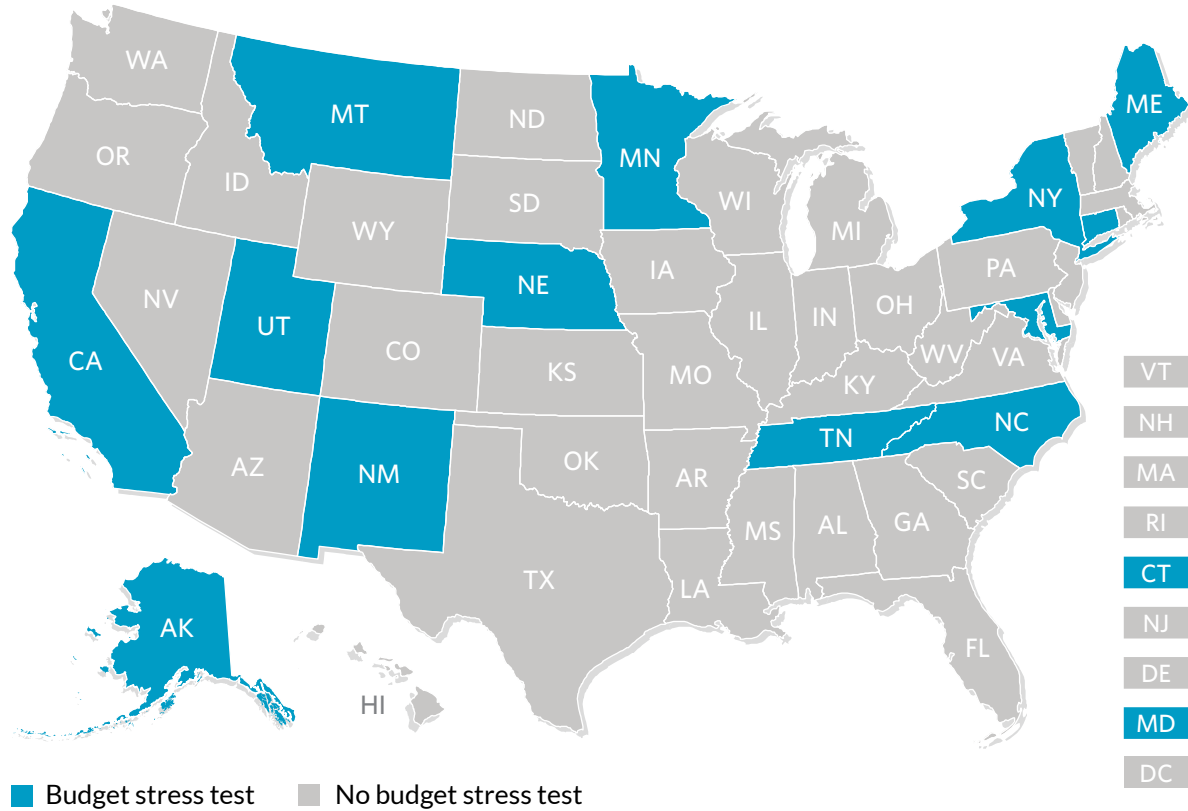 WA
MT
ND
MN
ME
OR
ID
SD
WI
NY
WY
MI
IA
PA
NE
NV
UT
IL
IN
OH
CA
CO
KS
MO
WV
VA
KY
VT
NC
TN
NH
AZ
NM
OK
AR
SC
MA
MS
AL
GA
RI
TX
LA
CT
AK
NJ
FL
DE
HI
MD
DC
Budget stress test
No budget stress test